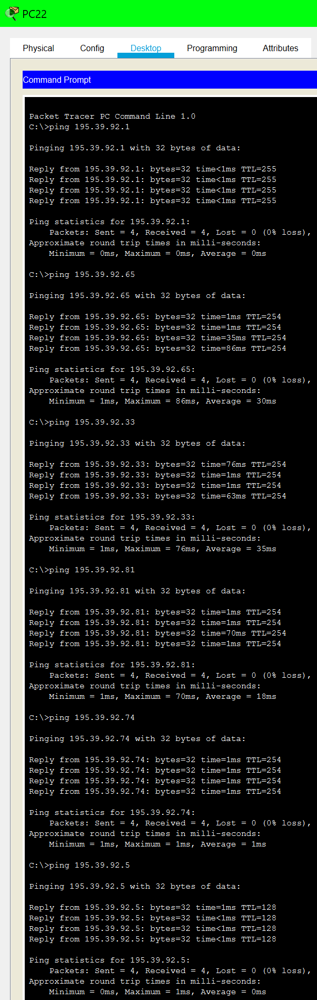 PC22
Physical Config Desktop Programming Attributes
Command Prompt
Packet Tracer PC Command Line 1.0
C:\>ping 195.39.92.1
Pinging 195.39.92.1 with 32 bytes of data:
Reply from 195.39.92.1: bytes=32 time<1ms TTL=255
Reply from 195.39.92.1: bytes=32 time<1ms TTL=255
Reply from 195.39.92.1: bytes=32 time<1ms TTL=255
Reply from 195.39.92.1: bytes=32 time<1ms TTL=255
Ping statistics for 195.39.92.1:
    Packets: Sent = 4, Received = 4, Lost = 0 (0% loss),
Approximate round trip times in milli-seconds:
    Minimum = 0ms, Maximum = 0ms, Average = 0ms
C:\>ping 195.39.92.65
Pinging 195.39.92.65 with 32 bytes of data:
Reply from 195.39.92.65: bytes=32 time=1ms TTL=254
Reply from 195.39.92.65: bytes=32 time=1ms TTL=254
Reply from 195.39.92.65: bytes=32 time=35ms TTL=254
Reply from 195.39.92.65: bytes=32 time=86ms TTL=254
Ping statistics for 195.39.92.65:
    Packets: Sent = 4, Received = 4, Lost = 0 (0% loss),
Approximate round trip times in milli-seconds:
    Minimum = 1ms, Maximum = 86ms, Average = 30ms
C:\>ping 195.39.92.33
Pinging 195.39.92.33 with 32 bytes of data:
Reply from 195.39.92.33: bytes=32 time=76ms TTL=254
Reply from 195.39.92.33: bytes=32 time=1ms TTL=254
Reply from 195.39.92.33: bytes=32 time=1ms TTL=254
Reply from 195.39.92.33: bytes=32 time=63ms TTL=254
Ping statistics for 195.39.92.33:
    Packets: Sent = 4, Received = 4, Lost = 0 (0% loss),
Approximate round trip times in milli-seconds:
    Minimum = 1ms, Maximum = 76ms, Average = 35ms
C:\>ping 195.39.92.81
Pinging 195.39.92.81 with 32 bytes of data:
Reply from 195.39.92.81: bytes=32 time=1ms TTL=254
Reply from 195.39.92.81: bytes=32 time=1ms TTL=254
Reply from 195.39.92.81: bytes=32 time=70ms TTL=254
Reply from 195.39.92.81: bytes=32 time=1ms TTL=254
Ping statistics for 195.39.92.81:
    Packets: Sent = 4, Received = 4, Lost = 0 (0% loss),
Approximate round trip times in milli-seconds:
    Minimum = 1ms, Maximum = 70ms, Average = 18ms
C:\>ping 195.39.92.74
Pinging 195.39.92.74 with 32 bytes of data:
Reply from 195.39.92.74: bytes=32 time=1ms TTL=254
Reply from 195.39.92.74: bytes=32 time=1ms TTL=254
Reply from 195.39.92.74: bytes=32 time=1ms TTL=254
Reply from 195.39.92.74: bytes=32 time=1ms TTL=254
Ping statistics for 195.39.92.74:
    Packets: Sent = 4, Received = 4, Lost = 0 (0% loss),
Approximate round trip times in milli-seconds:
    Minimum = 1ms, Maximum = 1ms, Average = 1ms
C:\>ping 195.39.92.5
Pinging 195.39.92.5 with 32 bytes of data:
Reply from 195.39.92.5: bytes=32 time=1ms TTL=128
Reply from 195.39.92.5: bytes=32 time<1ms TTL=128
Reply from 195.39.92.5: bytes=32 time<1ms TTL=128
Reply from 195.39.92.5: bytes=32 time<1ms TTL=128
Ping statistics for 195.39.92.5:
    Packets: Sent = 4, Received = 4, Lost = 0 (0% loss),
Approximate round trip times in milli-seconds:
    Minimum = 0ms, Maximum = 1ms, Average = 0ms